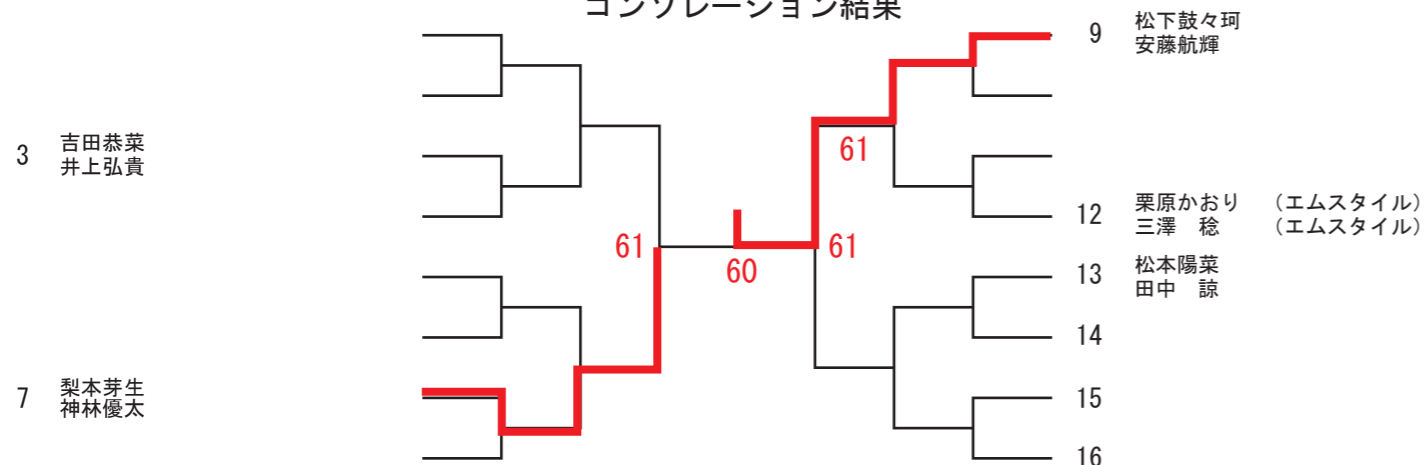 コンソレーション結果
3 吉田恭菜
井上弘貴
7 梨本芽生
神林優太
61
60
61
61
9 松下鼓々珂
安藤航輝
12 栗原かおり （エムスタイル）
三澤 稔 （エムスタイル）
13 松本陽菜
田中 諒
14
15
16